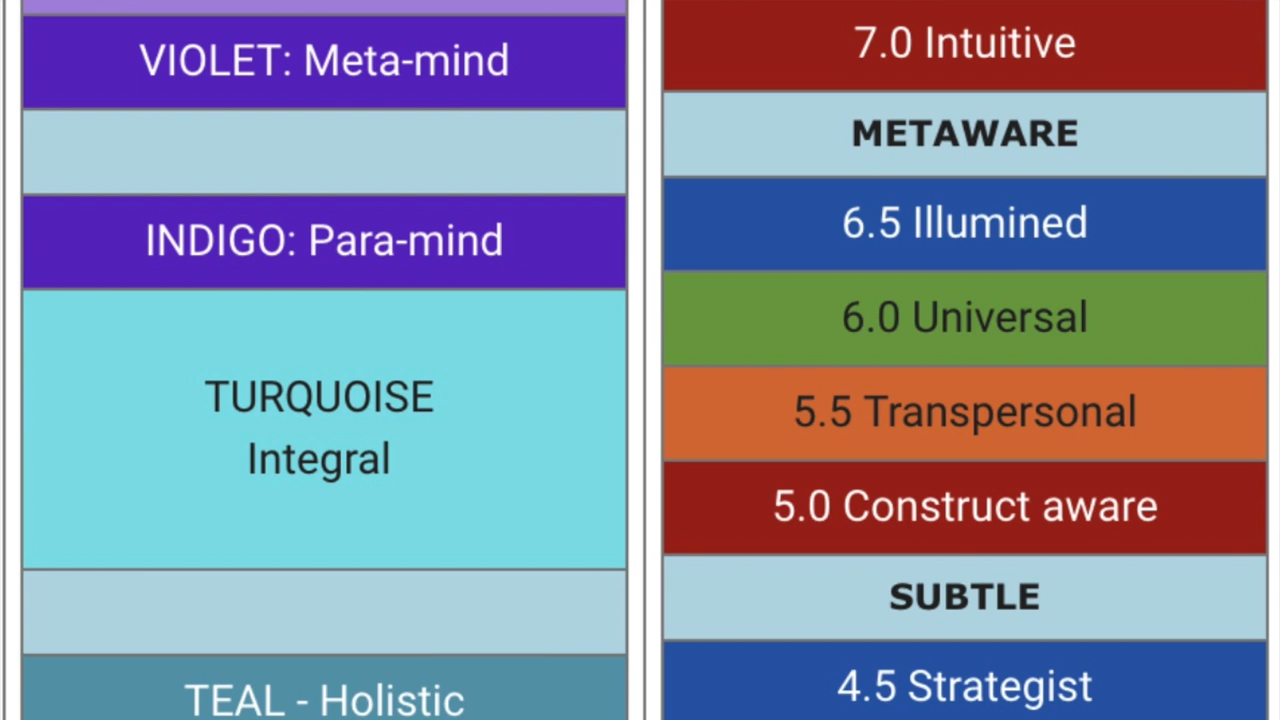 VIOLET: Meta-mind
INDIGO: Para-mind
TURQUOISE
Integral
TEAL - Holistic
7.0 Intuitive
METAWARE
6.5 Illumined
6.0 Universal
5.5 Transpersonal
5.0 Construct aware
SUBTLE
4.5 Strategist